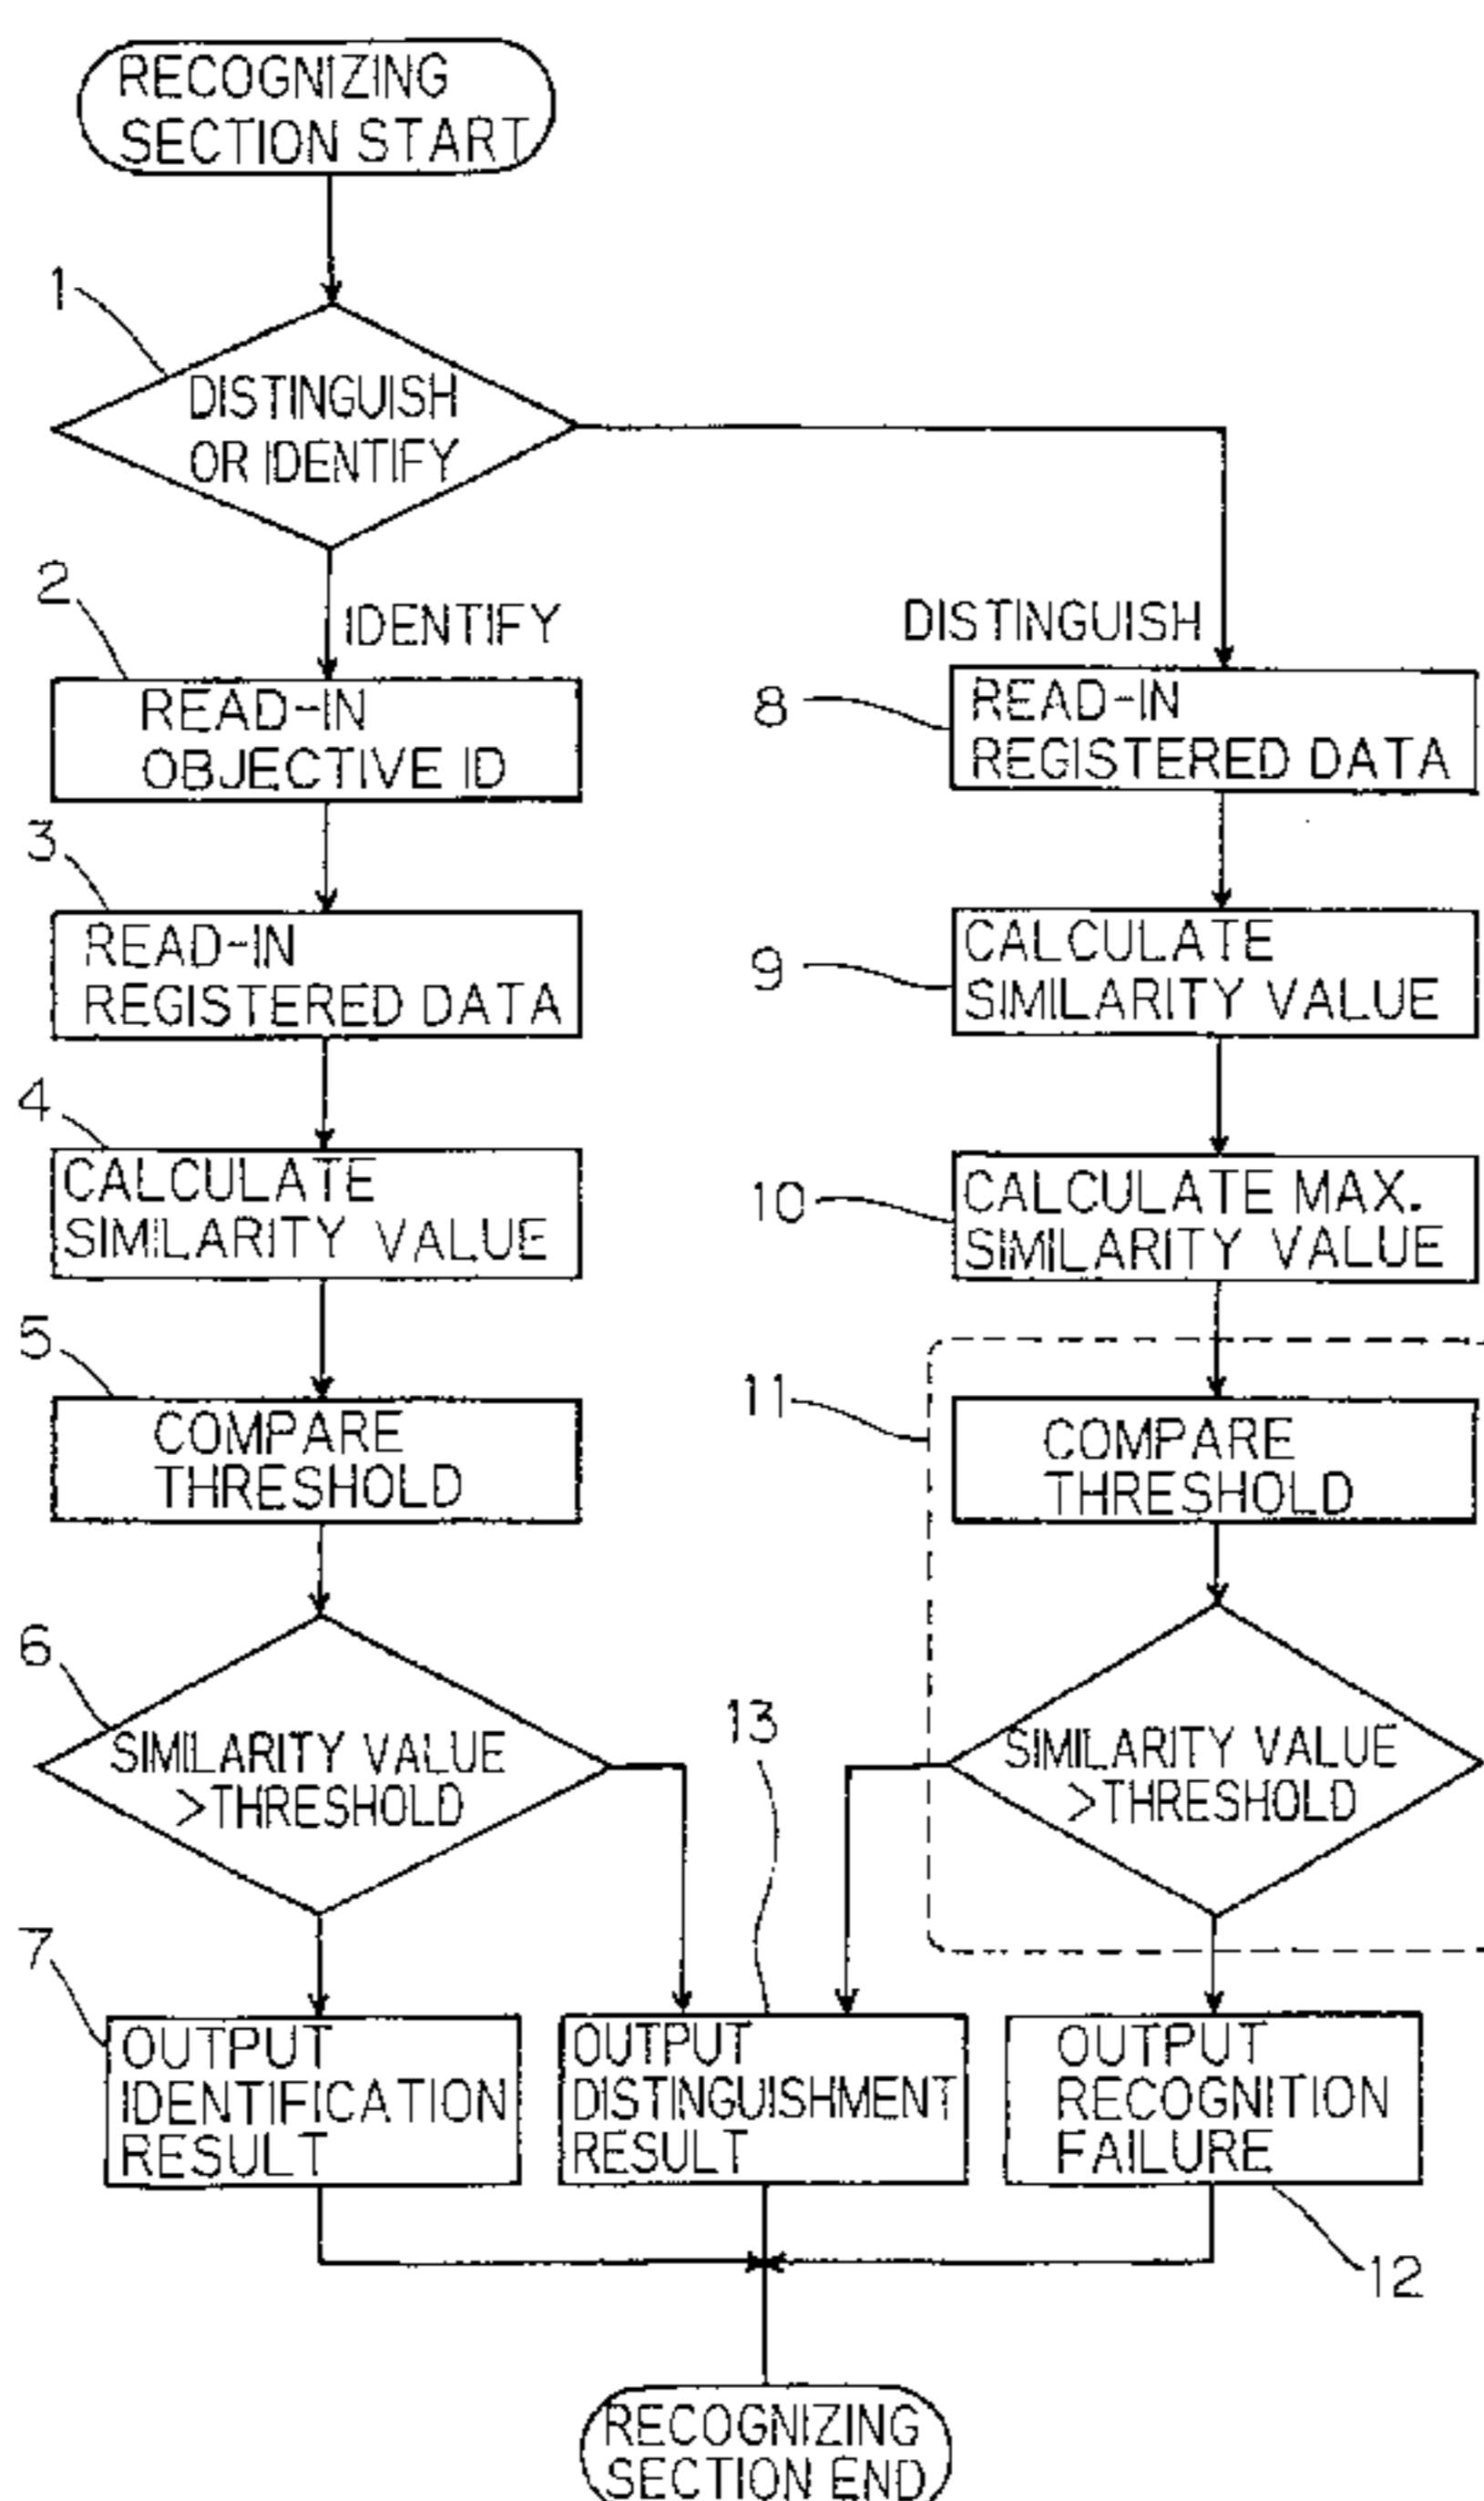 RECOGNIZING
SECTION START
1
DISTINGUISH
OR IDENTIFY
2
IDENTIFY
READ-IN
OBJECTIVE ID
3
READ-IN
REGISTERED DATA
4
CALCULATE
SIMILARITY VALUE
5
COMPARE
THRESHOLD
6
SIMILARITY VALUE
>THRESHOLD
7
OUTPUT
IDENTIFICATION
RESULT
DISTINGUISH
8
READ-IN
REGISTERED DATA
9
CALCULATE
SIMILARITY VALUE
10
CALCULATE MAX.
SIMILARITY VALUE
11
COMPARE
THRESHOLD
SIMILARITY VALUE
>THRESHOLD
13
OUTPUT
DISTINGUISHMENT
RESULT
OUTPUT
RECOGNITION
FAILURE
12
RECOGNIZING
SECTION END